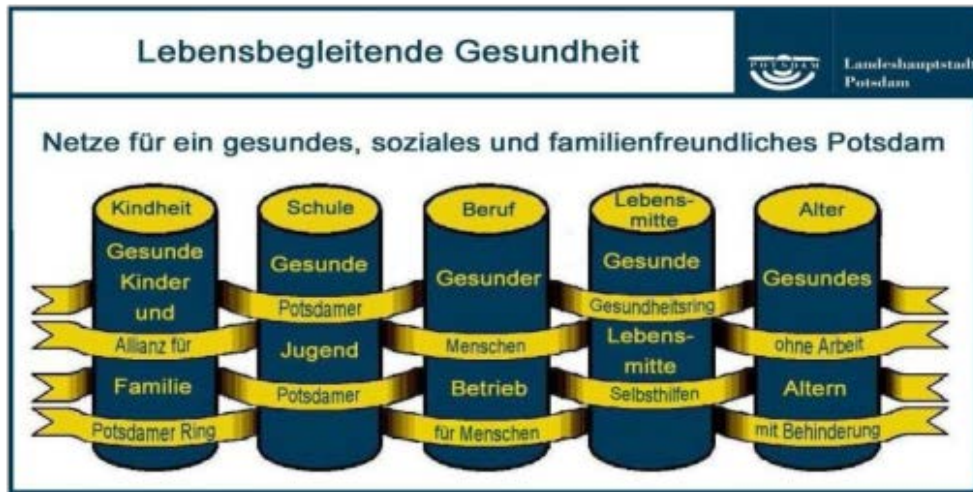 Lebensbegleitende Gesundheit
POTSDAM
Landeshauptstadt
Potsdam
Netze für ein gesundes, soziales und familienfreundliches Potsdam
Kindheit
Gesunde
Kinder
und
Familie
Schule
Gesunde
Jugend
Beruf
Gesunder
Betrieb
Lebens-
mitte
Gesunde
Lebens-
mitte
Alter
Gesundes
Altern
Potsdamer Gesundheitsring
Allianz für Menschen ohne Arbeit
Potsdamer Selbsthilfen
Potsdamer Ring für Menschen mit Behinderung